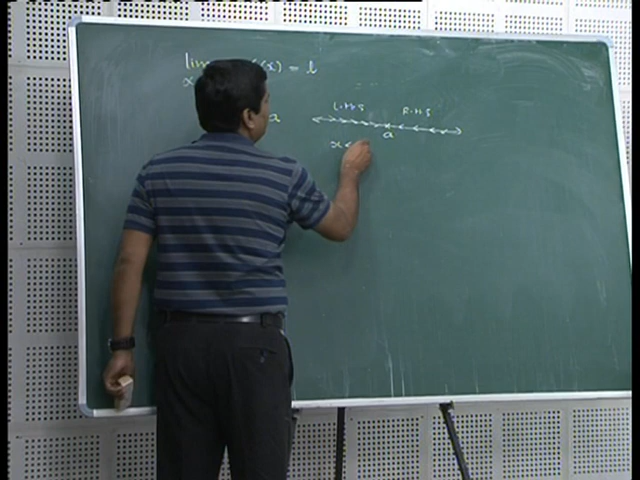 lim f(x) = l
x
a
L.H.S R.H.S
a
x <